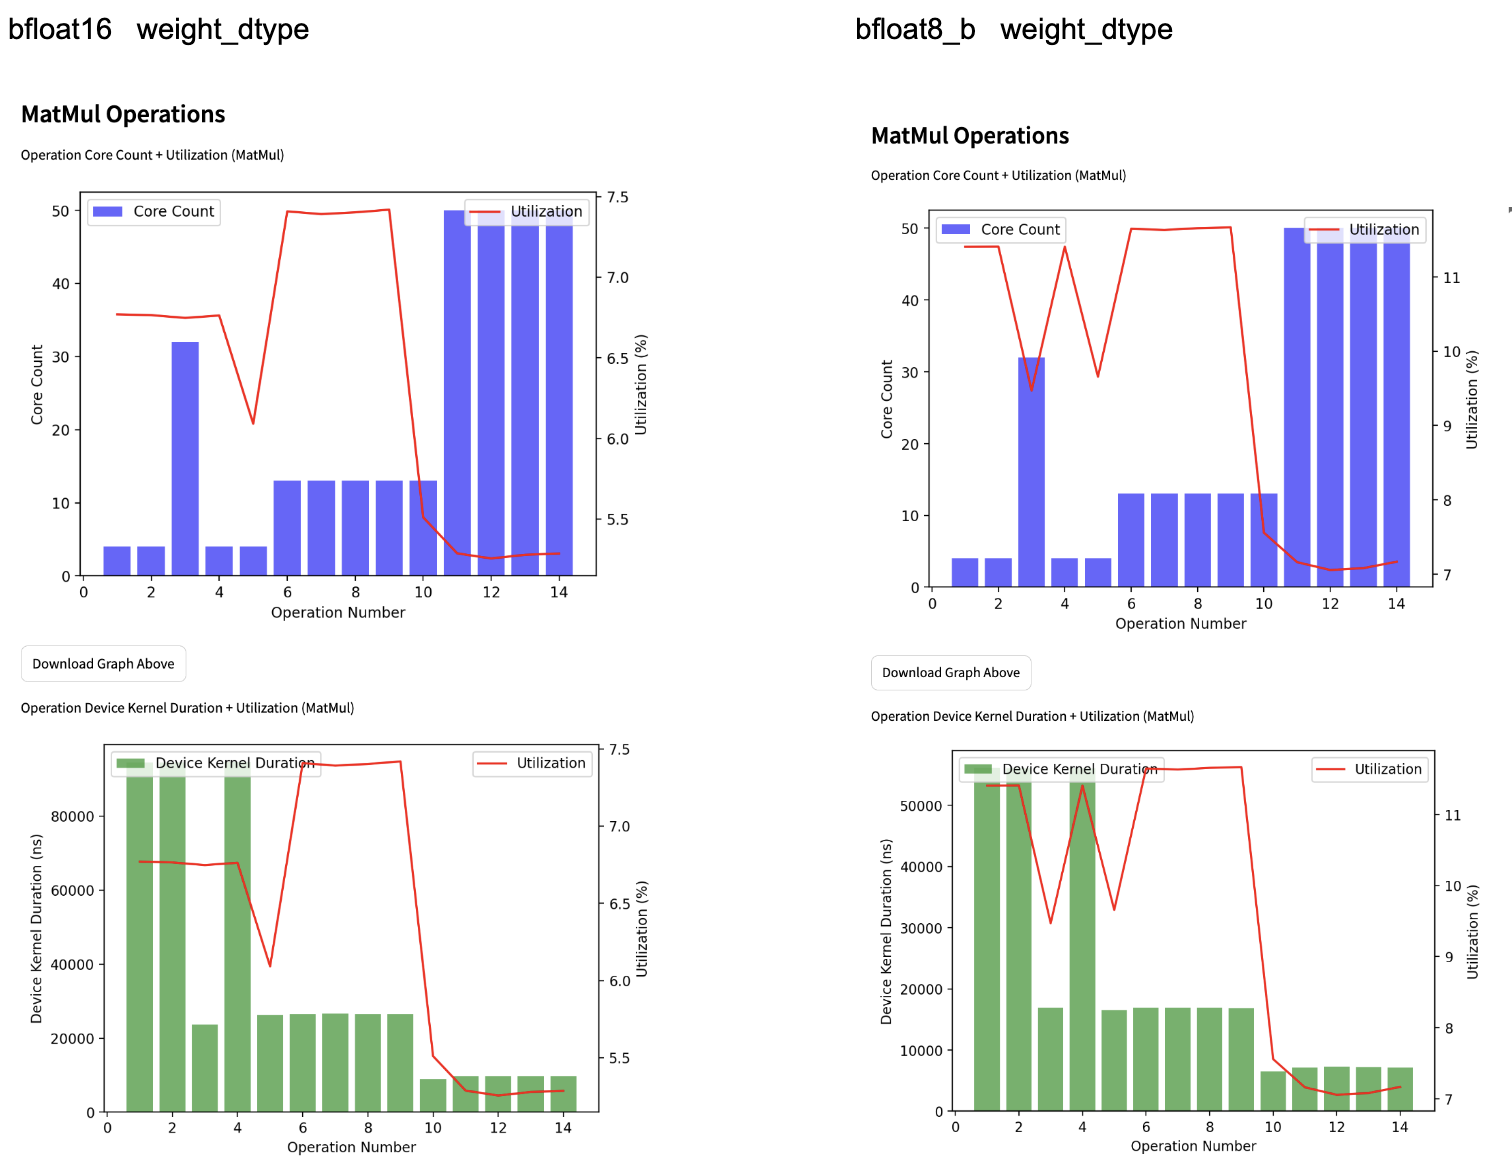 bfloat16 weight_dtype
MatMul Operations
Operation Core Count + Utilization (MatMul)
Core Count
Utilization
50
40
30
20
10
0
Core Count
7.5
7.0
6.5
6.0
5.5
Utilization (%)
0 2 4 6 8 10 12 14
Operation Number
Download Graph Above
Operation Device Kernel Duration + Utilization (MatMul)
Device Kernel Duration
Utilization
80000
60000
40000
20000
0
Device Kernel Duration (ns)
7.5
7.0
6.5
6.0
5.5
Utilization (%)
0 2 4 6 8 10 12 14
Operation Number
bfloat8_b weight_dtype
MatMul Operations
Operation Core Count + Utilization (MatMul)
Core Count
Utilization
50
40
30
20
10
0
Core Count
11
10
9
8
7
Utilization (%)
0 2 4 6 8 10 12 14
Operation Number
Download Graph Above
Operation Device Kernel Duration + Utilization (MatMul)
Device Kernel Duration
Utilization
50000
40000
30000
20000
10000
0
Device Kernel Duration (ns)
11
10
9
8
7
Utilization (%)
0 2 4 6 8 10 12 14
Operation Number